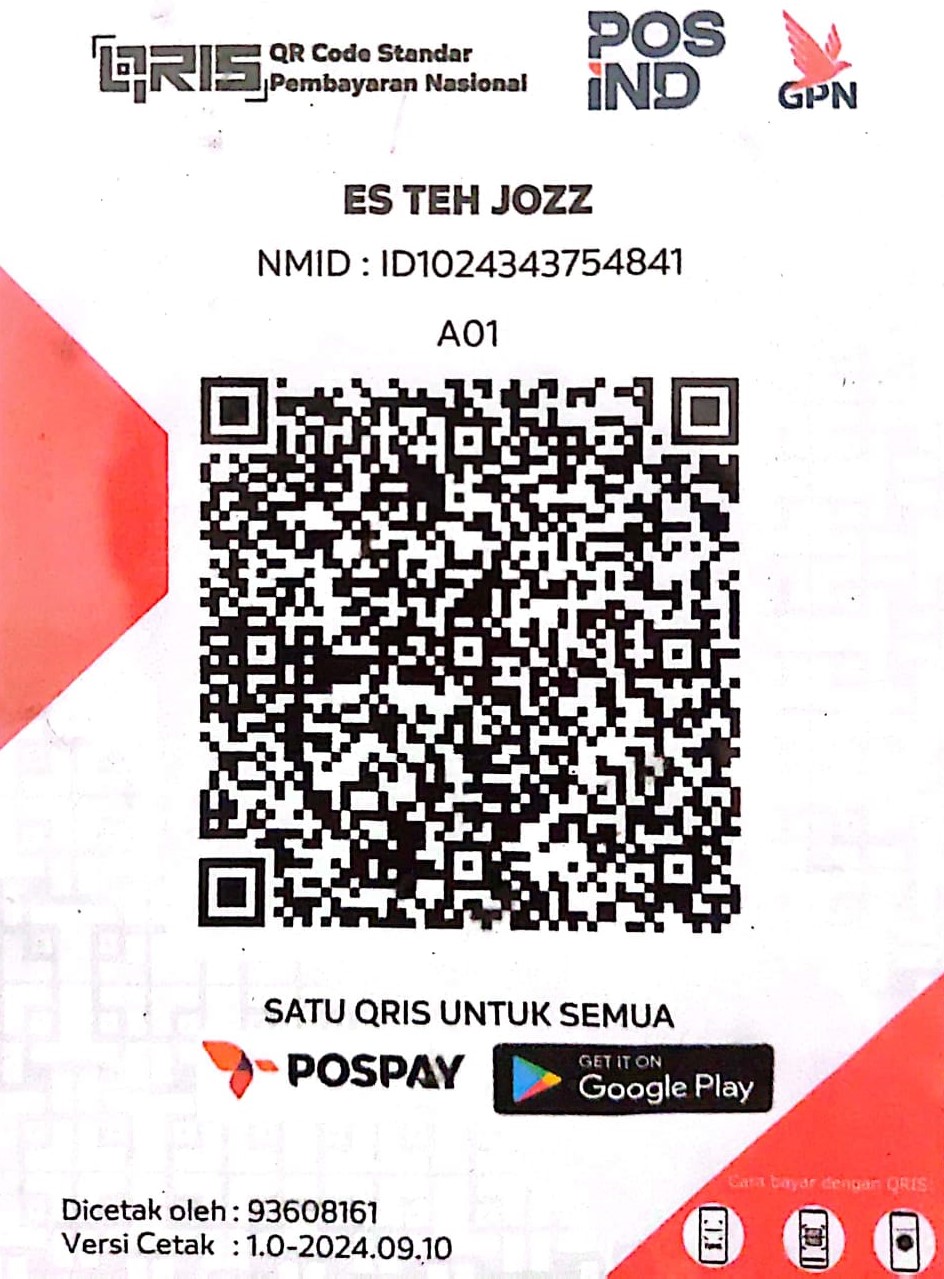 QRIS QR Code Standar
Pembayaran Nasional
POS
IND
GPN
ES TEH JOZZ
NMID : ID1024343754841
A01
SATU QRIS UNTUK SEMUA
POSPAY
GET IT ON
Google Play
Cara bayar dengan QRIS
Dicetak oleh : 93608161
Versi Cetak : 1.0-2024.09.10